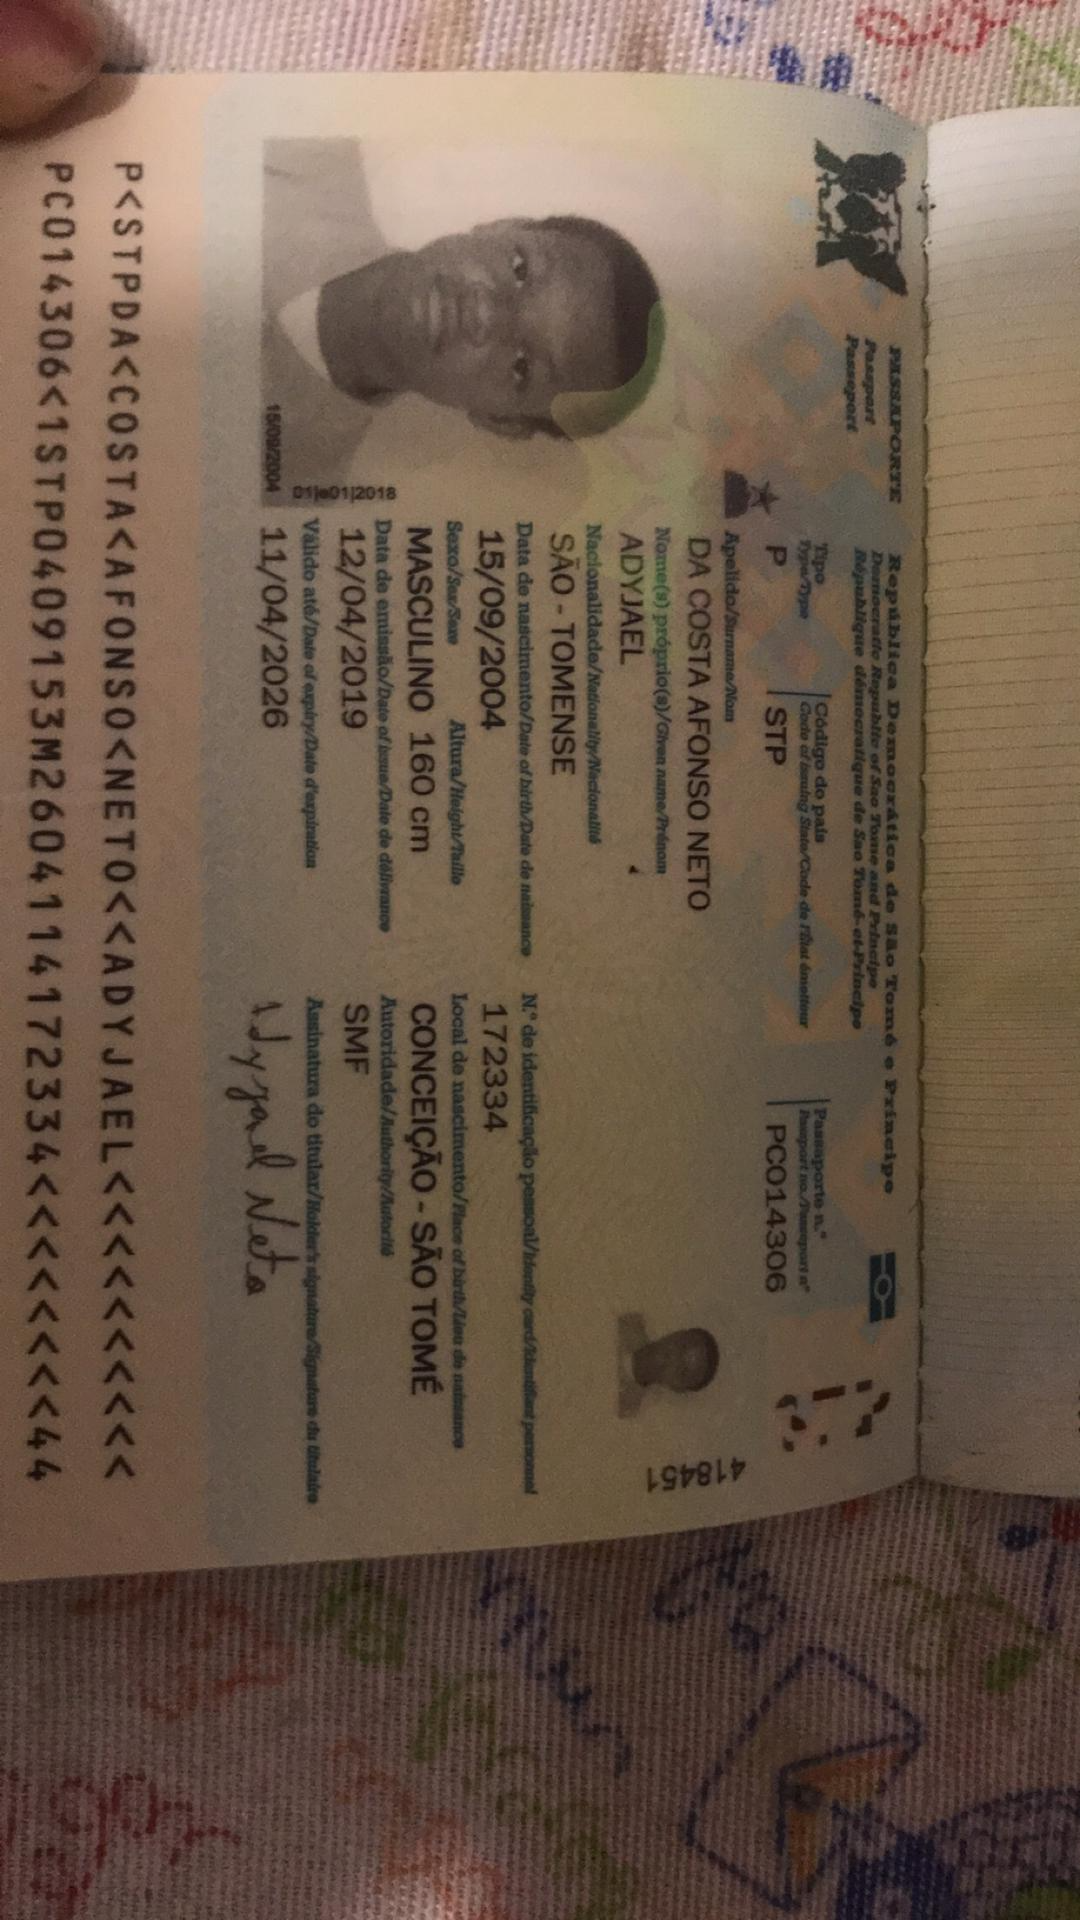 PASSAPORTE
Passport
Passeport
República Democrática de São Tomé e Príncipe
Democratic Republic of Sao Tome and Principe
République démocratique de Sao Tomé-et-Principe
Tipo
Type/Type
P
Código do país
Code of issuing State/Code de l'État émetteur
STP
Passaporte n.º
Passport no./Passeport nº
PC014306
Apelido/Surname/Nom
DA COSTA AFONSO NETO
Nome(s) próprio(s)/Given name/Prénom
ADYJAEL
Nacionalidade/Nationality/Nacionalité
SÃO - TOMENSE
Data de nascimento/Date of birth/Date de naissance
15/09/2004
N.º de identificação pessoal/Identity card/Identifiant personnel
172334
Sexo/Sex/Sexe
Altura/Height/Taille
MASCULINO 160 cm
Local de nascimento/Place of birth/Lieu de naissance
CONCEIÇÃO - SÃO TOMÉ
Data de emissão/Date of issue/Date de délivrance
12/04/2019
Autoridade/Authority/Autorité
SMF
Válido até/Date of expiry/Date d'expiration
11/04/2026
Assinatura do titular/Holder's signature/Signature du titulaire
Adyjael Neto
15/09/2004
2018
418451
P<STPDA<COSTA<AFONSO<NETO<<ADYJAEL<<<<<<<<<<
PC014306<1STP0409153M2604114172334<<<<<<<<44